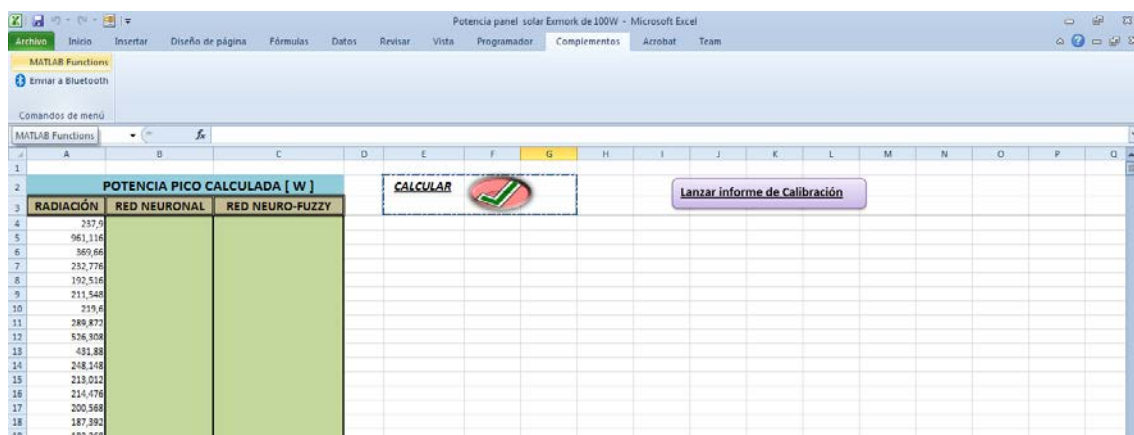 Potencia panel solar Exmork de 100W - Microsoft Excel
Archivo Inicio Insertar Diseño de página Fórmulas Datos Revisar Vista Programador Complementos Acrobat Team
MATLAB Functions
Enviar a Bluetooth
Comandos de menú
MATLAB Functions fx
A B C D E F G H I J K L M N O P Q
1
2 POTENCIA PICO CALCULADA [ W ] CALCULAR Lanzar informe de Calibración
3 RADIACIÓN RED NEURONAL RED NEURO-FUZZY
4 237,9
5 961,116
6 369,66
7 232,776
8 192,516
9 211,548
10 219,6
11 289,872
12 526,308
13 431,88
14 248,148
15 213,012
16 214,476
17 200,568
18 187,392